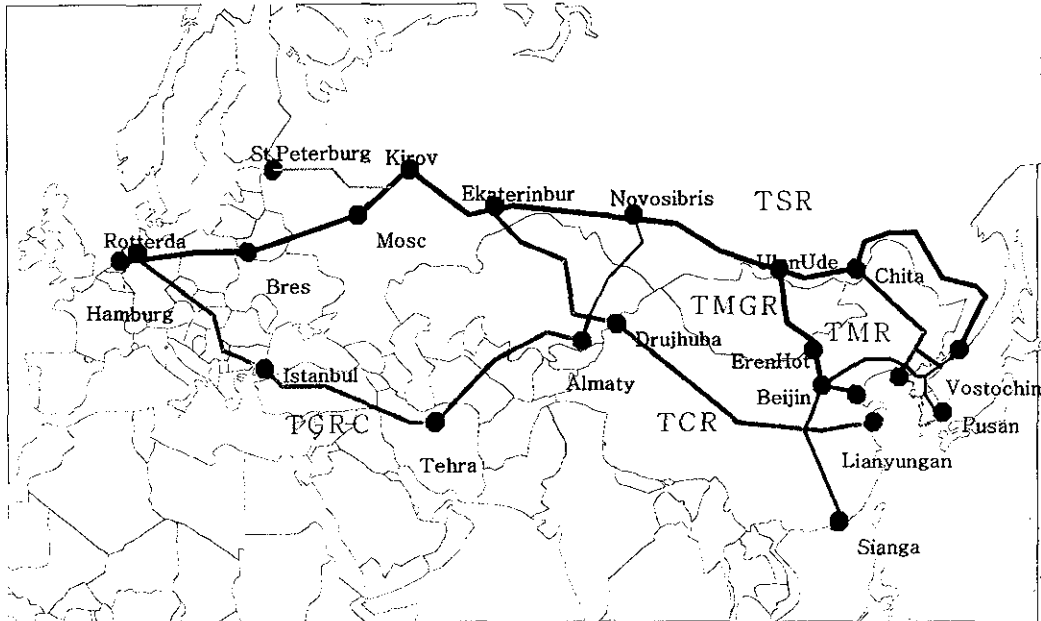 St.Peterburg
Kirov
Ekaterinbur
Novosibris
TSR
Rotterda
Mosc
UlanUde
Chita
Bres
Hamburg
TMGR
TMR
Drujhuba
ErenHot
Istanbul
Almaty
Beijin
Vostochin
TGRC
TCR
Pusan
Tehra
Lianyungan
Sianga